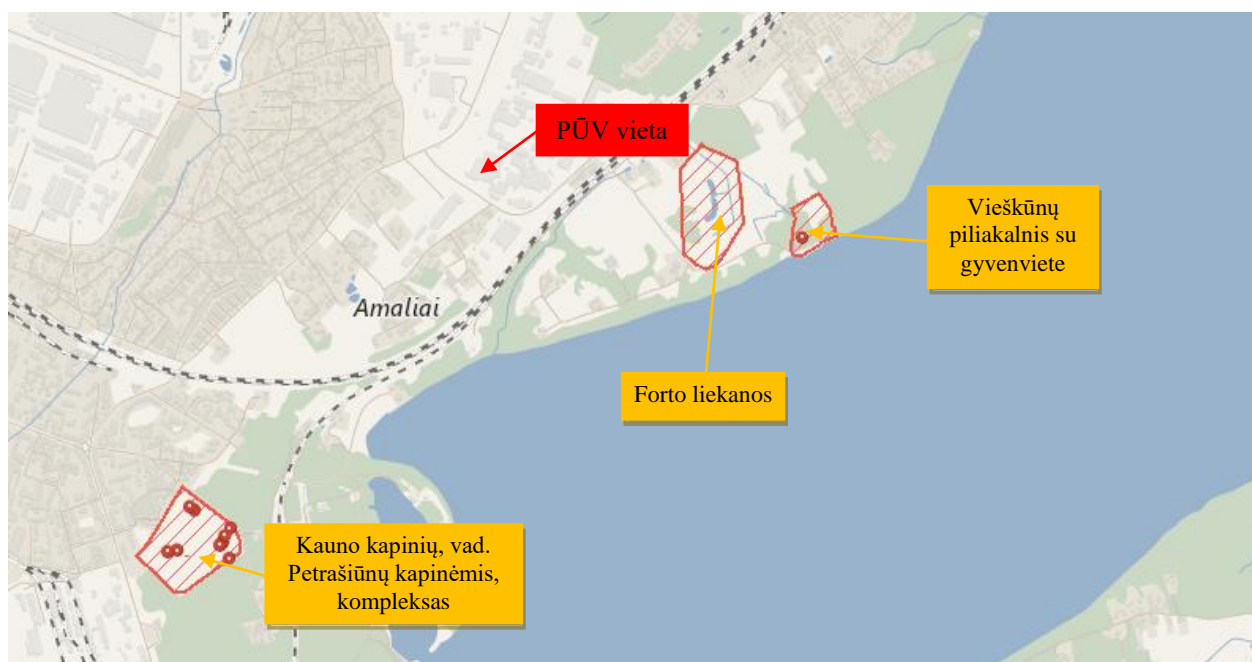 PŪV vieta
Vieškūnų
piliakalnis su
gyvenviete
Amaliai
Forto liekanos
Kauno kapinių, vad.
Petrašiūnų kapinėmis,
kompleksas